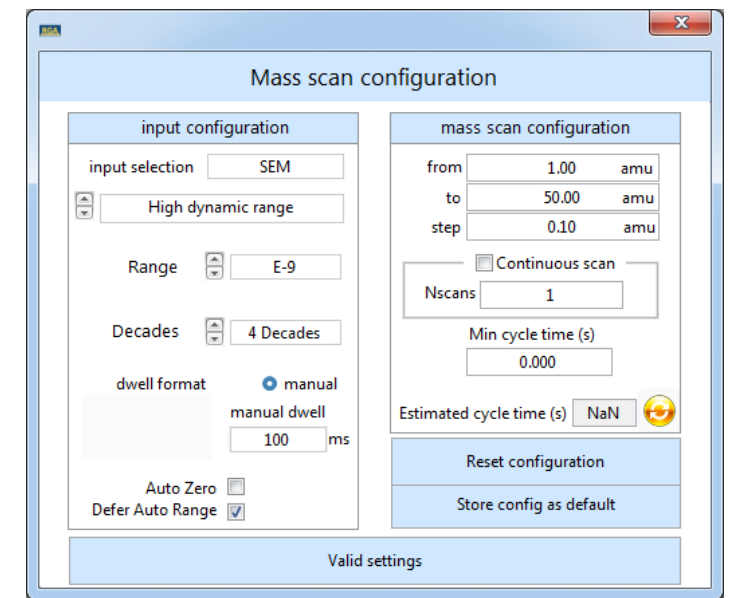 RGA
x
Mass scan configuration
input configuration
input selection SEM
High dynamic range
Range E-9
Decades 4 Decades
dwell format manual
manual dwell
100 ms
Auto Zero
Defer Auto Range
mass scan configuration
from 1.00 amu
to 50.00 amu
step 0.10 amu
Continuous scan
Nscans 1
Min cycle time (s)
0.000
Estimated cycle time (s) NaN
Reset configuration
Store config as default
Valid settings